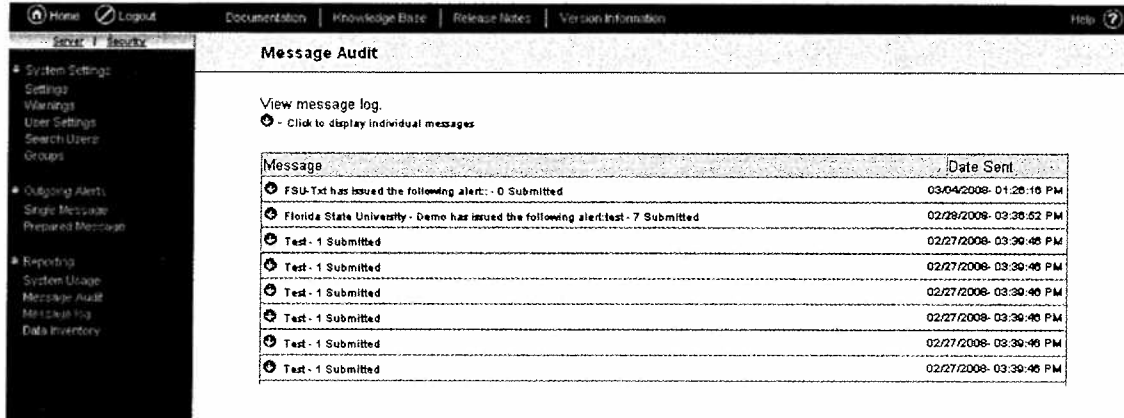 Home Logout Documentation | Knowledge Base | Release Notes | Version Information Help ?
Server | Security
Message Audit
System Settings
Settings
Warnings
User Settings
Search Users
Groups
Outgoing Alerts
Single Message
Prepared Message
Reporting
System Usage
Message Audit
Message log
Data Inventory
View message log.
- Click to display individual messages
Message Date Sent
FSU-Txt has issued the following alert:: - 0 Submitted 03/04/2008- 01:26:16 PM
Florida State University - Demo has issued the following alert:test - 7 Submitted 02/28/2008- 03:36:52 PM
Test - 1 Submitted 02/27/2008- 03:39:46 PM
Test - 1 Submitted 02/27/2008- 03:39:46 PM
Test - 1 Submitted 02/27/2008- 03:39:46 PM
Test - 1 Submitted 02/27/2008- 03:39:46 PM
Test - 1 Submitted 02/27/2008- 03:39:46 PM
Test - 1 Submitted 02/27/2008- 03:39:46 PM